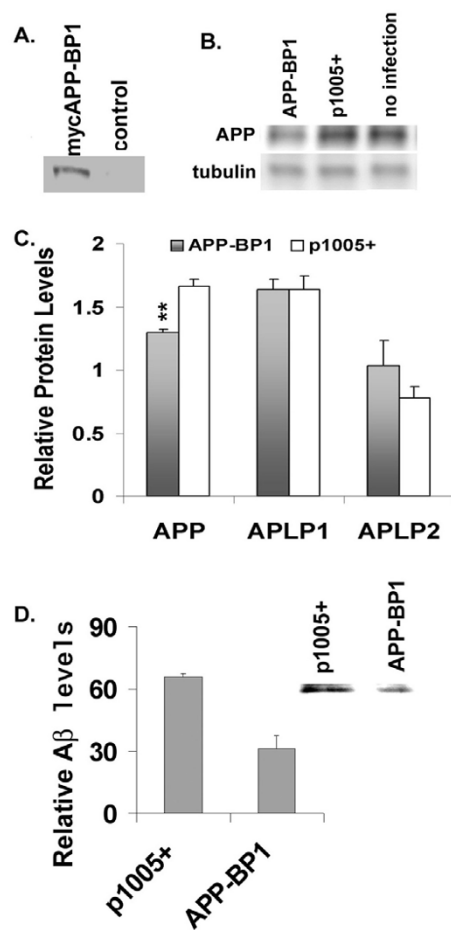 A.
mycAPP-BP1
control
B.
APP-BP1
p1005+
no infection
APP
tubulin
C.
APP-BP1
p1005+
Relative Protein Levels
2
1.5
1
0.5
0
**
APP
APLP1
APLP2
D.
Relative Aβ levels
90
60
30
0
p1005+
APP-BP1
p1005+
APP-BP1